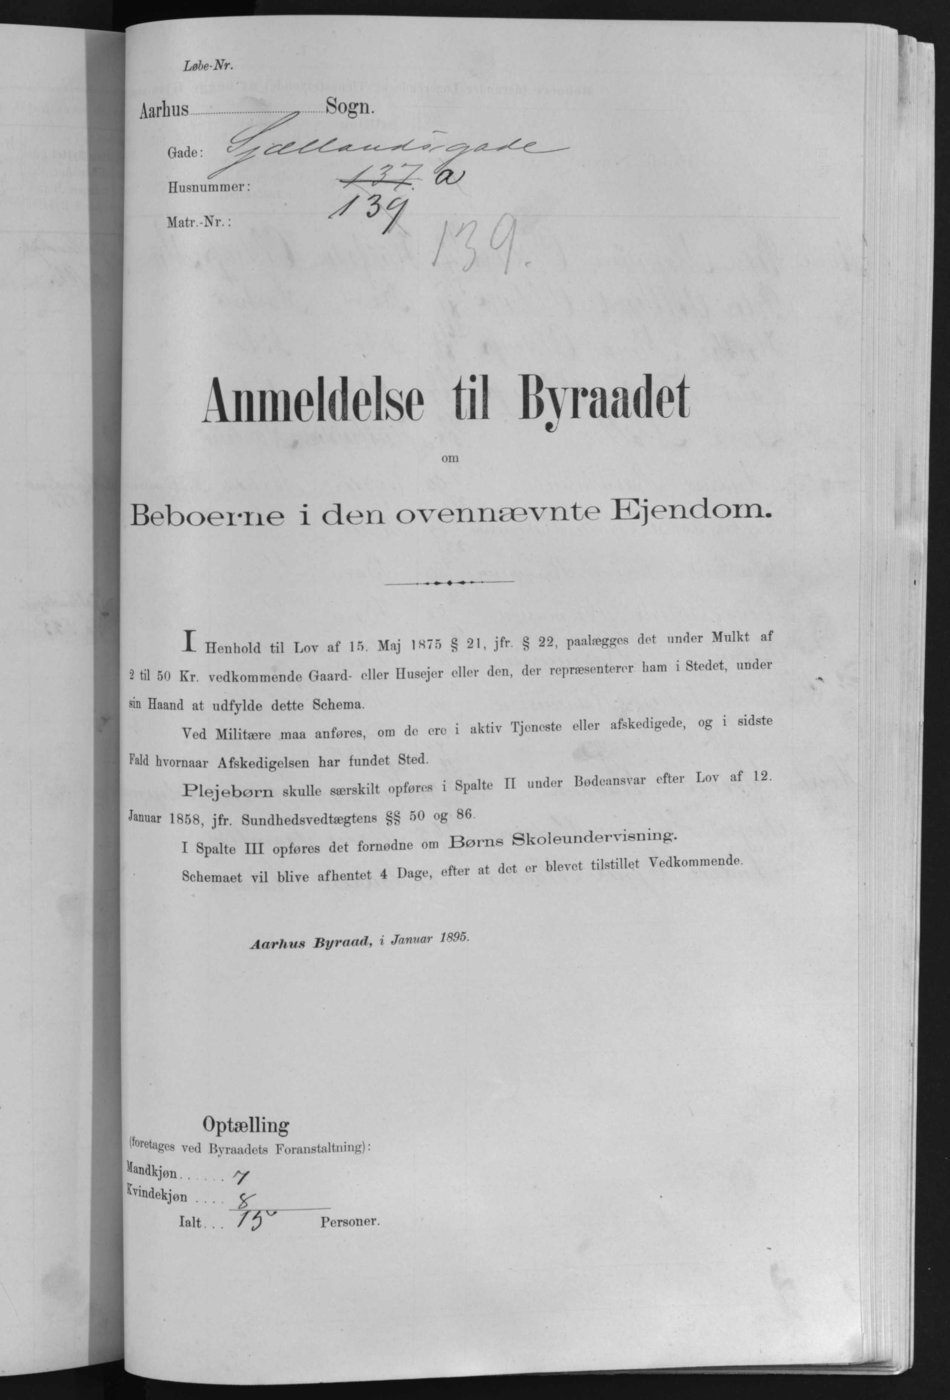 Løbe-Nr.
Aarhus Sogn.
Gade: Sjællandsgade
Husnummer: 137. a
139
Matr.-Nr.:
139.
Anmeldelse til Byraadet
om
Beboerne i den ovennævnte Ejendom.
I Henhold til Lov af 15. Maj 1875 § 21, jfr. § 22, paalægges det under Mulkt af
2 til 50 Kr. vedkommende Gaard- eller Husejer eller den, der repræsenterer ham i Stedet, under
sin Haand at udfylde dette Schema.
Ved Militære maa anføres, om de ere i aktiv Tjeneste eller afskedigede, og i sidste
Fald hvornaar Afskedigelsen har fundet Sted.
Plejebørn skulle særskilt opføres i Spalte II under Bødeansvar efter Lov af 12.
Januar 1858, jfr. Sundhedsvedtægtens §§ 50 og 86.
I Spalte III opføres det fornødne om Børns Skoleundervisning.
Schemaet vil blive afhentet 4 Dage, efter at det er blevet tilstillet Vedkommende.
Aarhus Byraad, i Januar 1895.
Optælling
(foretages ved Byraadets Foranstaltning):
Mandkjøn...... 7
Kvindekjøn .... 8
Ialt... 15 Personer.